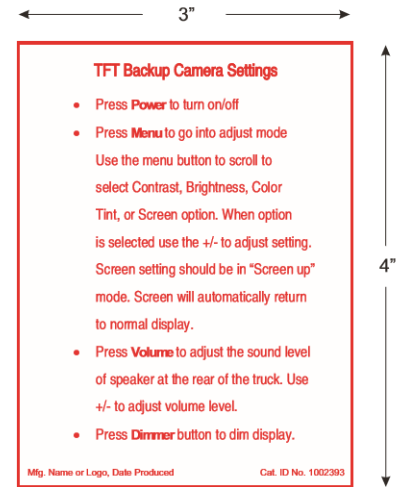 3”
TFT Backup Camera Settings
• Press Power to turn on/off
• Press Menu to go into adjust mode
Use the menu button to scroll to
select Contrast, Brightness, Color
Tint, or Screen option. When option
is selected use the +/- to adjust setting.
Screen setting should be in “Screen up”
mode. Screen will automatically return
to normal display.
• Press Volume to adjust the sound level
of speaker at the rear of the truck. Use
+/- to adjust volume level.
• Press Dimmer button to dim display.
Mfg. Name or Logo, Date Produced Cat. ID No. 1002393
4”